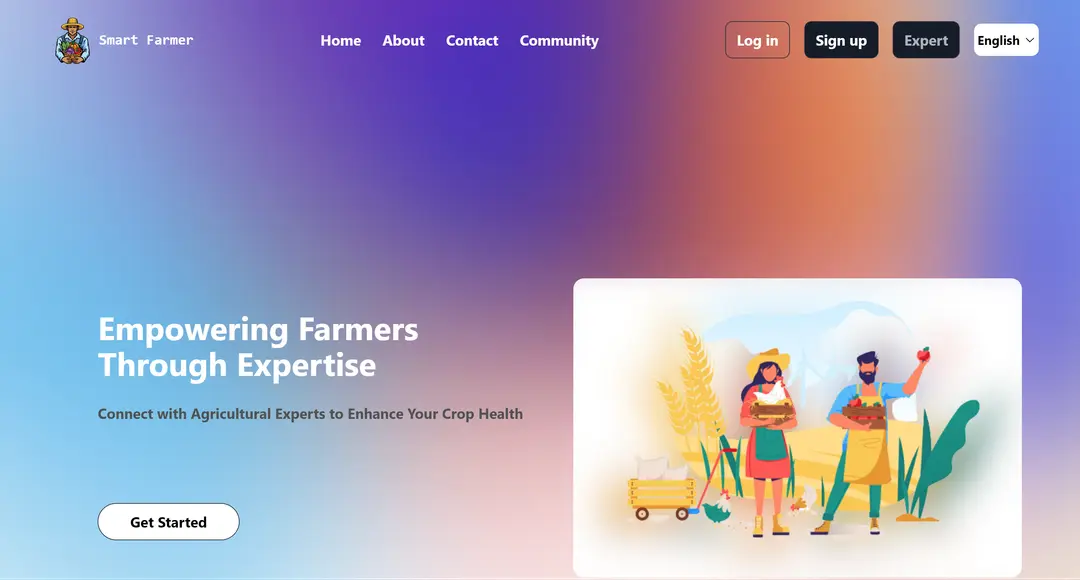 Smart Farmer
Home
About
Contact
Community
Log in
Sign up
Expert
English
Empowering Farmers
Through Expertise
Connect with Agricultural Experts to Enhance Your Crop Health
Get Started